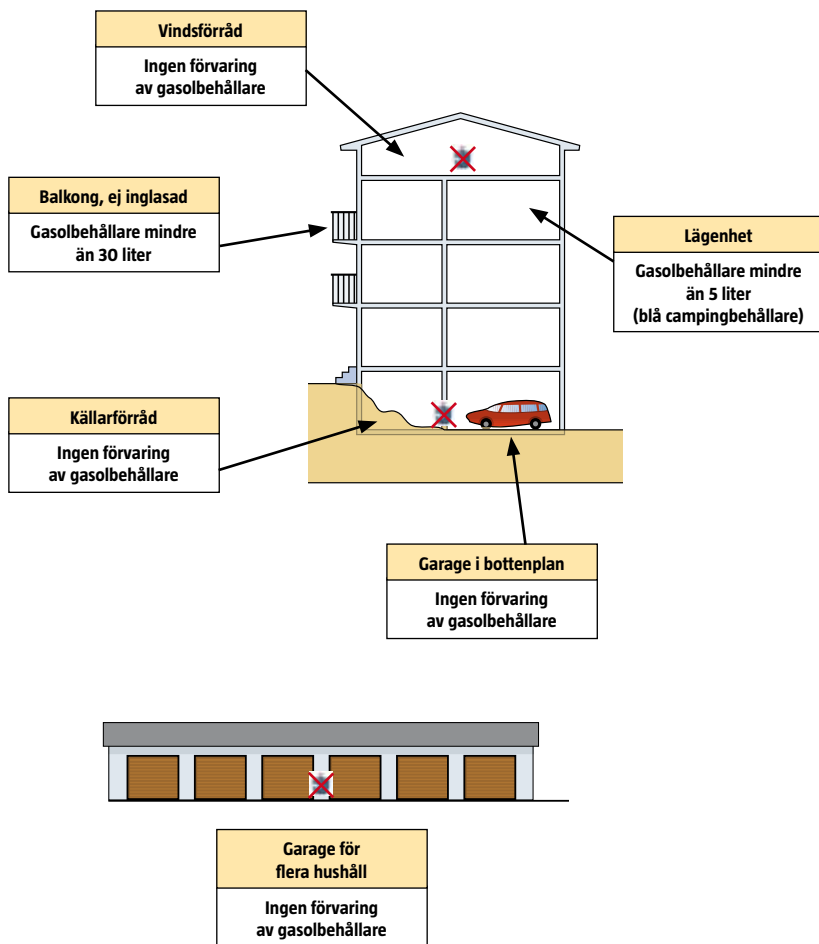 Vindsförråd
Ingen förvaring
av gasolbehållare
Balkong, ej inglasad
Gasolbehållare mindre
än 30 liter
Lägenhet
Gasolbehållare mindre
än 5 liter
(blå campingbehållare)
Källarförråd
Ingen förvaring
av gasolbehållare
Garage i bottenplan
Ingen förvaring
av gasolbehållare
Garage för
flera hushåll
Ingen förvaring
av gasolbehållare